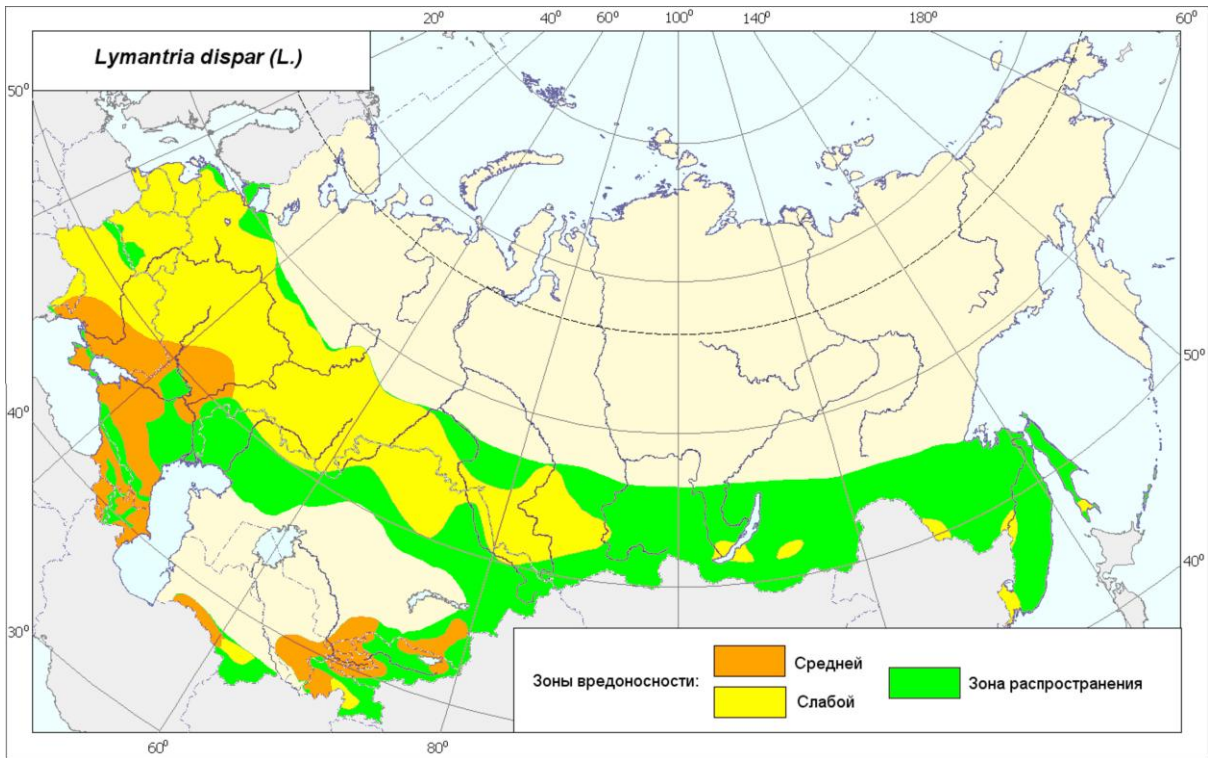 20⁰ 40⁰ 60⁰ 100⁰ 140⁰ 180⁰ 60⁰
Lymantria dispar (L.)
50⁰
50⁰
40⁰
40⁰
30⁰
Зоны вредоносности:
Средней
Слабой
Зона распространения
60⁰ 80⁰